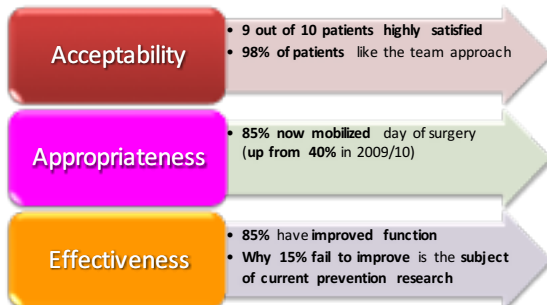 Acceptability
• 9 out of 10 patients highly satisfied
• 98% of patients like the team approach
Appropriateness
• 85% now mobilized day of surgery
(up from 40% in 2009/10)
Effectiveness
• 85% have improved function
• Why 15% fail to improve is the subject
of current prevention research